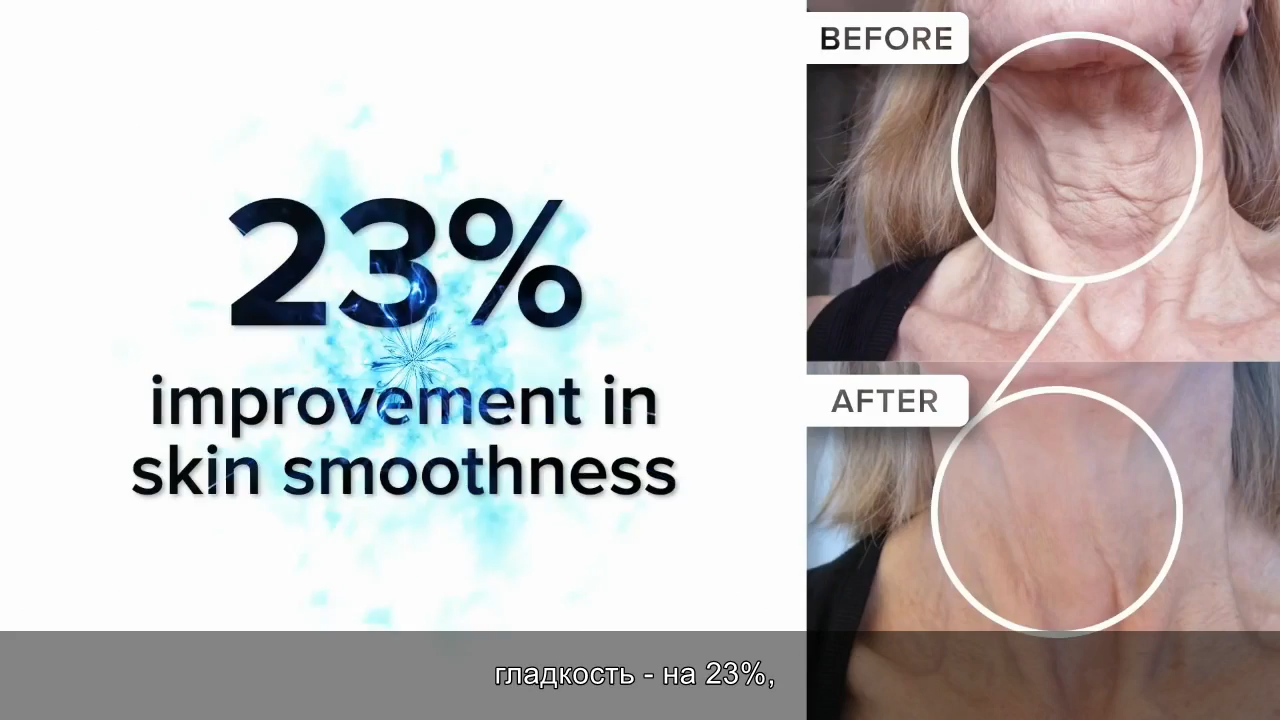 23%
improvement in
skin smoothness
BEFORE
AFTER
гладкость - на 23%,